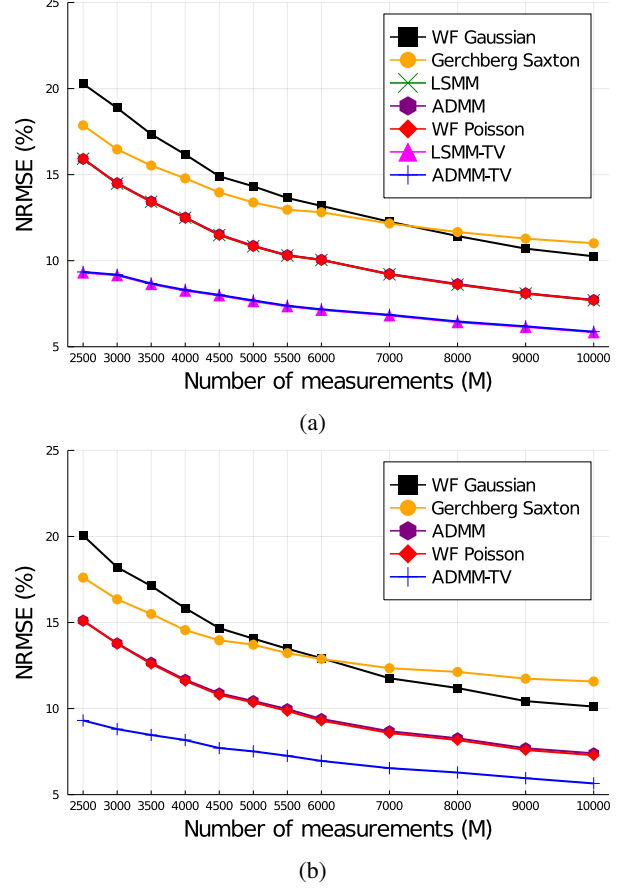 25
20
15
10
5
NRMSE (%)
WF Gaussian
Gerchberg Saxton
LSMM
ADMM
WF Poisson
LSMM-TV
ADMM-TV
2500 3000 3500 4000 4500 5000 5500 6000 7000 8000 9000 10000
Number of measurements (M)
(a)
25
20
15
10
5
NRMSE (%)
WF Gaussian
Gerchberg Saxton
ADMM
WF Poisson
ADMM-TV
2500 3000 3500 4000 4500 5000 5500 6000 7000 8000 9000 10000
Number of measurements (M)
(b)